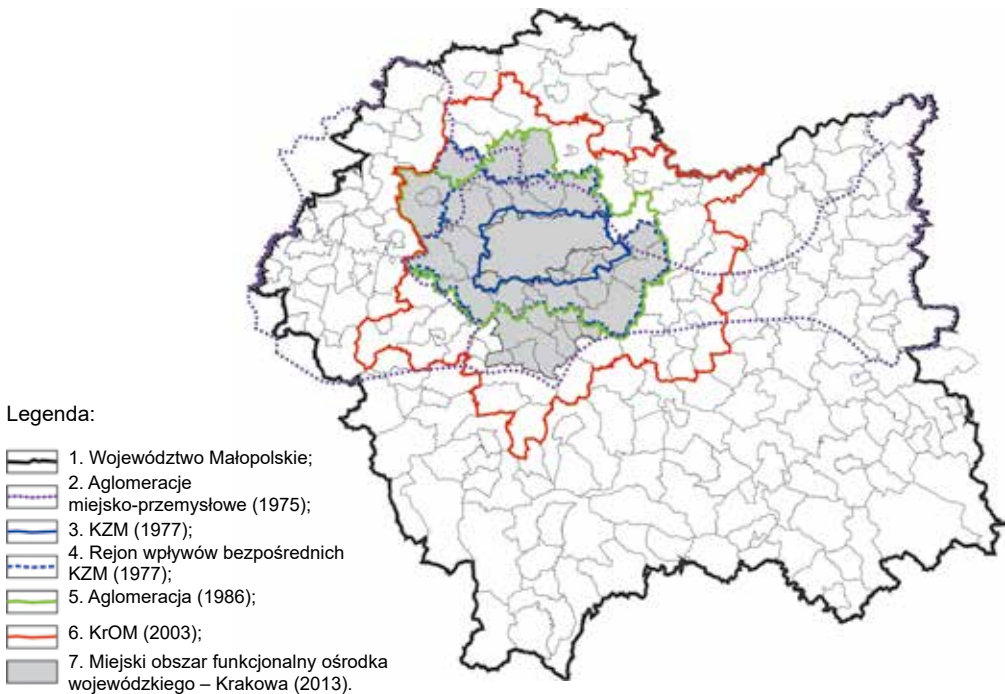 Legenda:
1. Województwo Małopolskie;
2. Aglomeracje
miejsko-przemysłowe (1975);
3. KZM (1977);
4. Rejon wpływów bezpośrednich
KZM (1977);
5. Aglomeracja (1986);
6. KrOM (2003);
7. Miejski obszar funkcjonalny ośrodka
wojewódzkiego – Krakowa (2013).